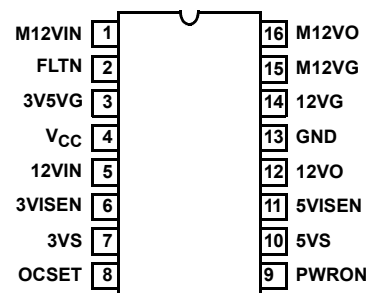 M12VIN 1 16 M12VO
FLTN 2 15 M12VG
3V5VG 3 14 12VG
VCC 4 13 GND
12VIN 5 12 12VO
3VISEN 6 11 5VISEN
3VS 7 10 5VS
OCSET 8 9 PWRON